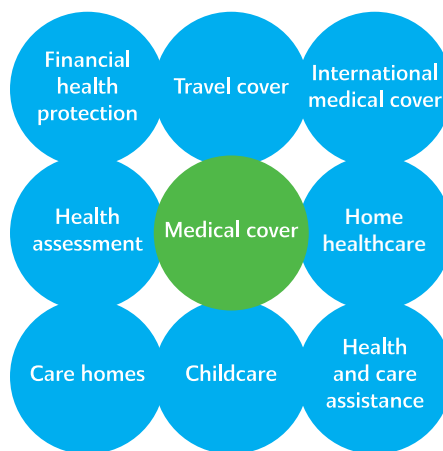 Financial
health
protection
Travel cover
International
medical cover
Health
assessment
Medical cover
Home
healthcare
Care homes
Childcare
Health
and care
assistance